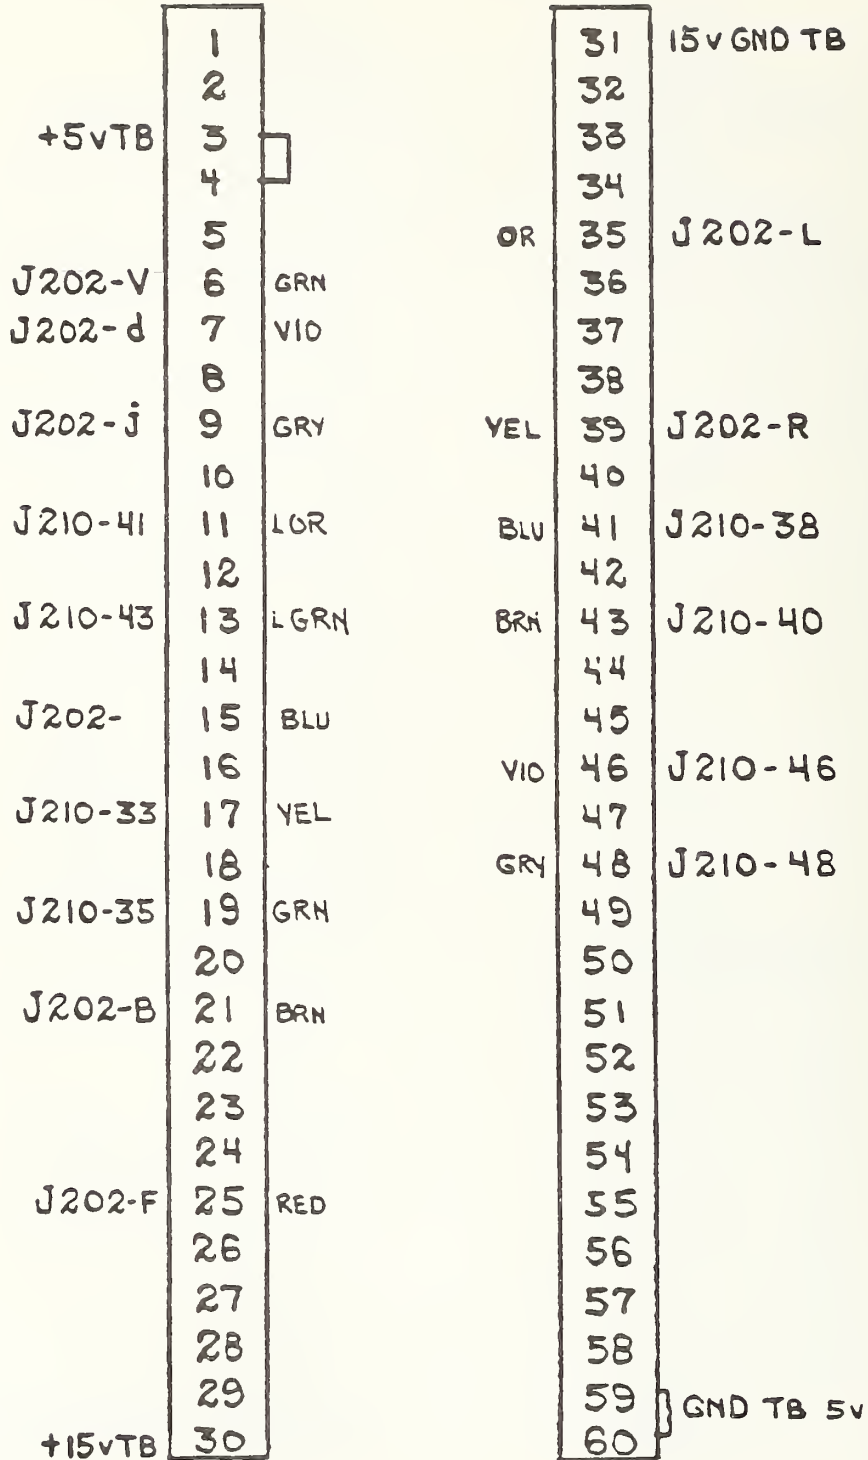 1
2
+5vTB 3
4
5
J202-V 6 GRN
J202-d 7 VIO
8
J202-j 9 GRY
10
J210-41 11 LOR
12
J210-43 13 LGRN
14
J202- 15 BLU
16
J210-33 17 YEL
18
J210-35 19 GRN
20
J202-B 21 BRN
22
23
24
J202-F 25 RED
26
27
28
29
+15vTB 30
31 15v GND TB
32
33
34
OR 35 J202-L
36
37
38
YEL 39 J202-R
40
BLU 41 J210-38
42
BRN 43 J210-40
44
45
VIO 46 J210-46
47
GRY 48 J210-48
49
50
51
52
53
54
55
56
57
58
59
GND TB 5v
60